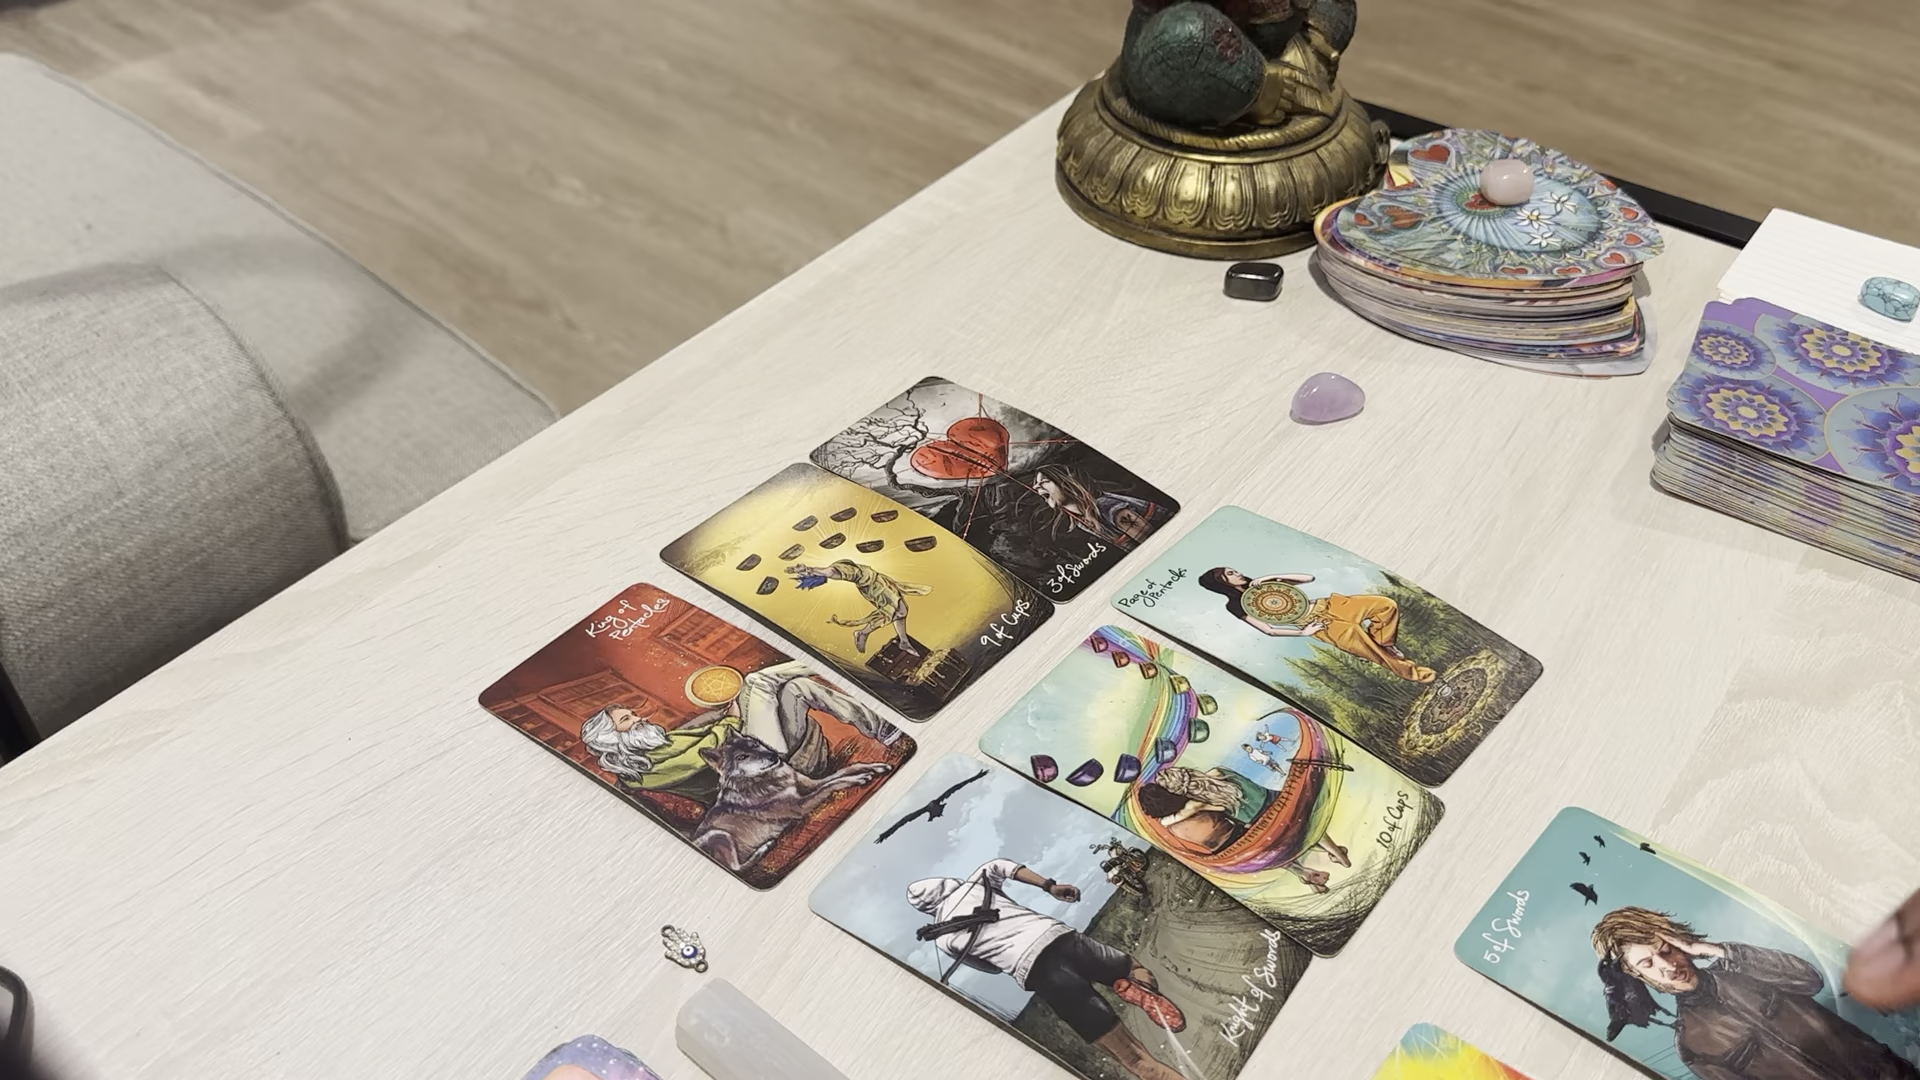 3 of Swords
9 of Cups
King of
Pentacles
Page of
Pentacles
10 of Cups
Knight of Swords
5 of Swords